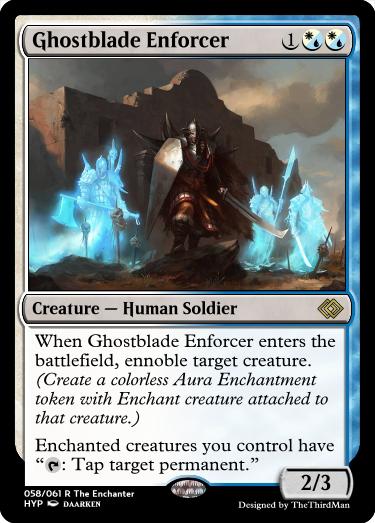 Ghostblade Enforcer 1
Creature — Human Soldier
When Ghostblade Enforcer enters the
battlefield, ennoble target creature.
(Create a colorless Aura Enchantment
token with Enchant creature attached to
that creature.)
Enchanted creatures you control have
“: Tap target permanent.”
2/3
058/061 R The Enchanter
HYP DAARKEN
Designed by TheThirdMan